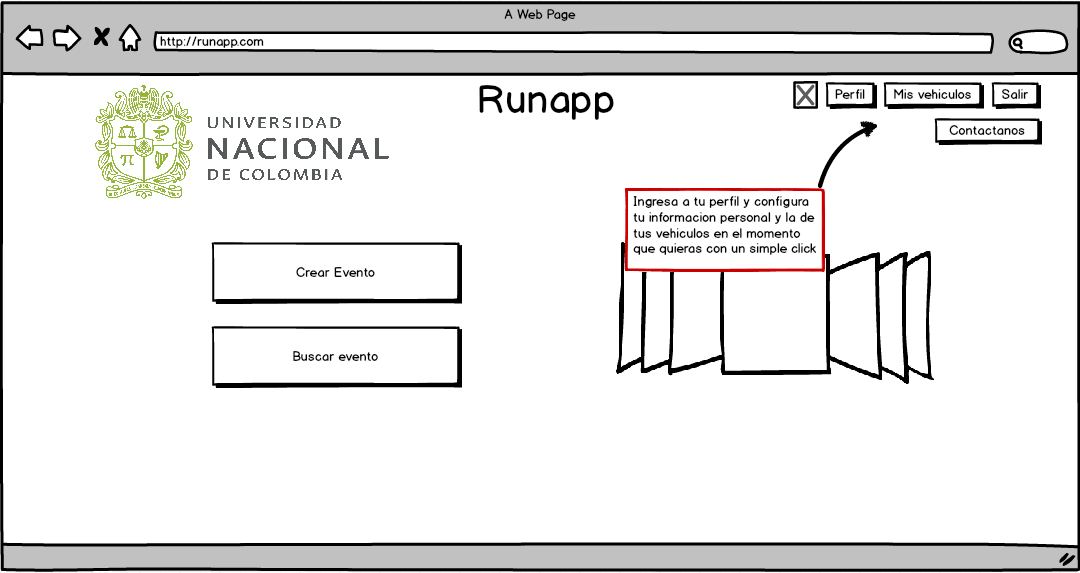 A Web Page
http://runapp.com
UNIVERSIDAD
NACIONAL
DE COLOMBIA
π
Runapp
Perfil
Mis vehiculos
Salir
Contactanos
Ingresa a tu perfil y configura
tu informacion personal y la de
tus vehiculos en el momento
que quieras con un simple click
Crear Evento
Buscar evento